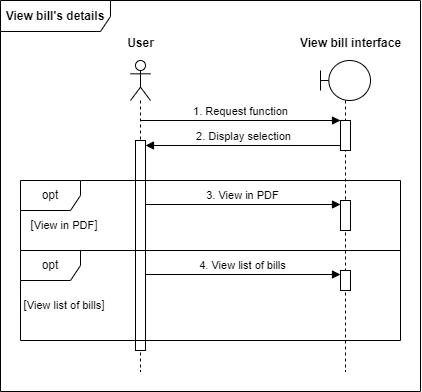 View bill's details
User
View bill interface
1. Request function
2. Display selection
opt
3. View in PDF
[View in PDF]
opt
4. View list of bills
[View list of bills]